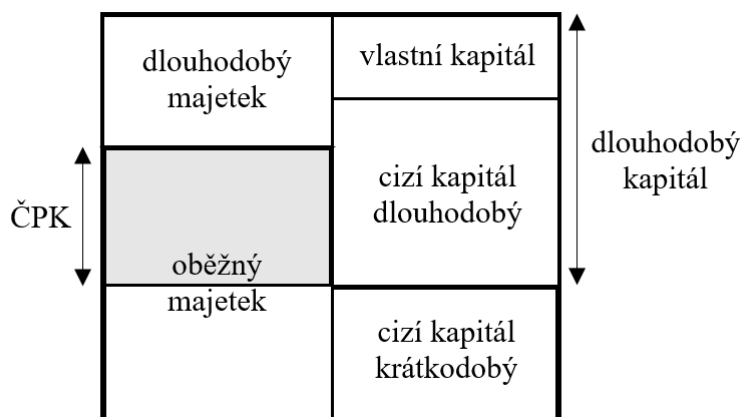 dlouhodobý
majetek
vlastní kapitál
dlouhodobý
kapitál
cizí kapitál
dlouhodobý
ČPK
oběžný
majetek
cizí kapitál
krátkodobý